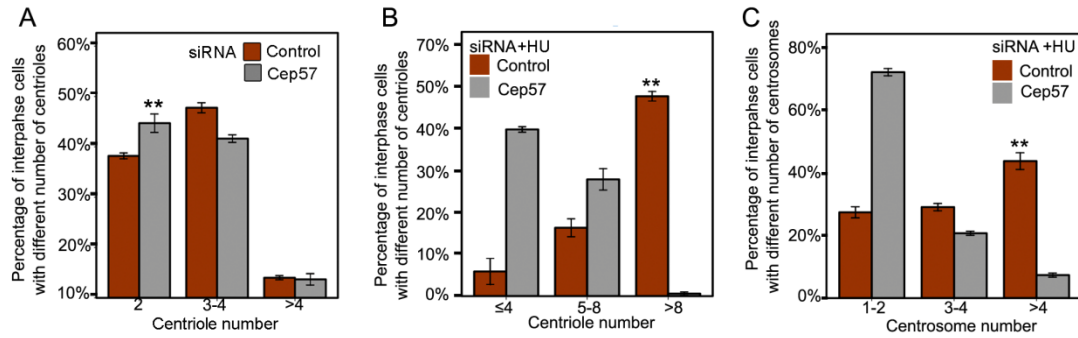 A
Percentage of interpahse cells
with different number of centrioles
60%
50%
40%
30%
20%
10%
siRNA
Control
Cep57
**
2
3-4
>4
Centriole number
B
Percentage of interphase cells
with different number of centrioles
70%
60%
50%
40%
30%
20%
10%
0%
siRNA+HU
Control
Cep57
**
≤4
5-8
>8
Centriole number
C
Percentage of interphase cells
with different number of centrosomes
80%
60%
40%
20%
0%
siRNA +HU
Control
Cep57
**
1-2
3-4
>4
Centrosome number